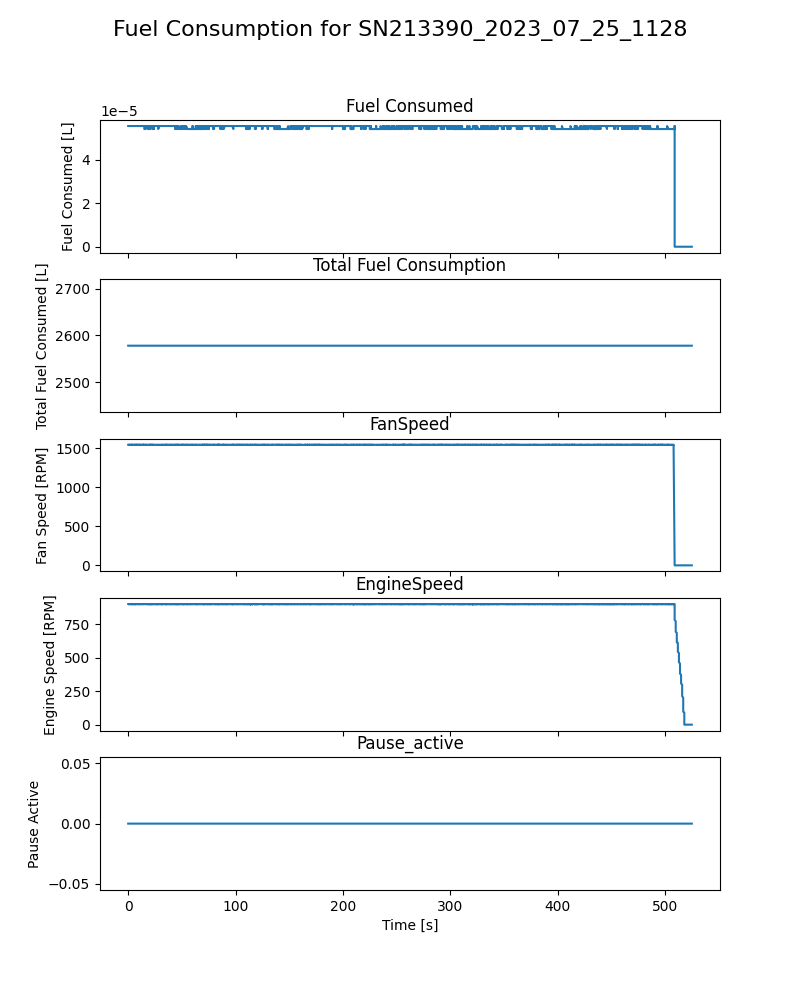 Fuel Consumption for SN213390_2023_07_25_1128
Fuel Consumed
1e−5
Fuel Consumed [L]
4
2
0
Total Fuel Consumption
Total Fuel Consumed [L]
2700
2600
2500
FanSpeed
Fan Speed [RPM]
1500
1000
500
0
EngineSpeed
Engine Speed [RPM]
750
500
250
0
Pause_active
Pause Active
0.05
0.00
−0.05
0 100 200 300 400 500
Time [s]